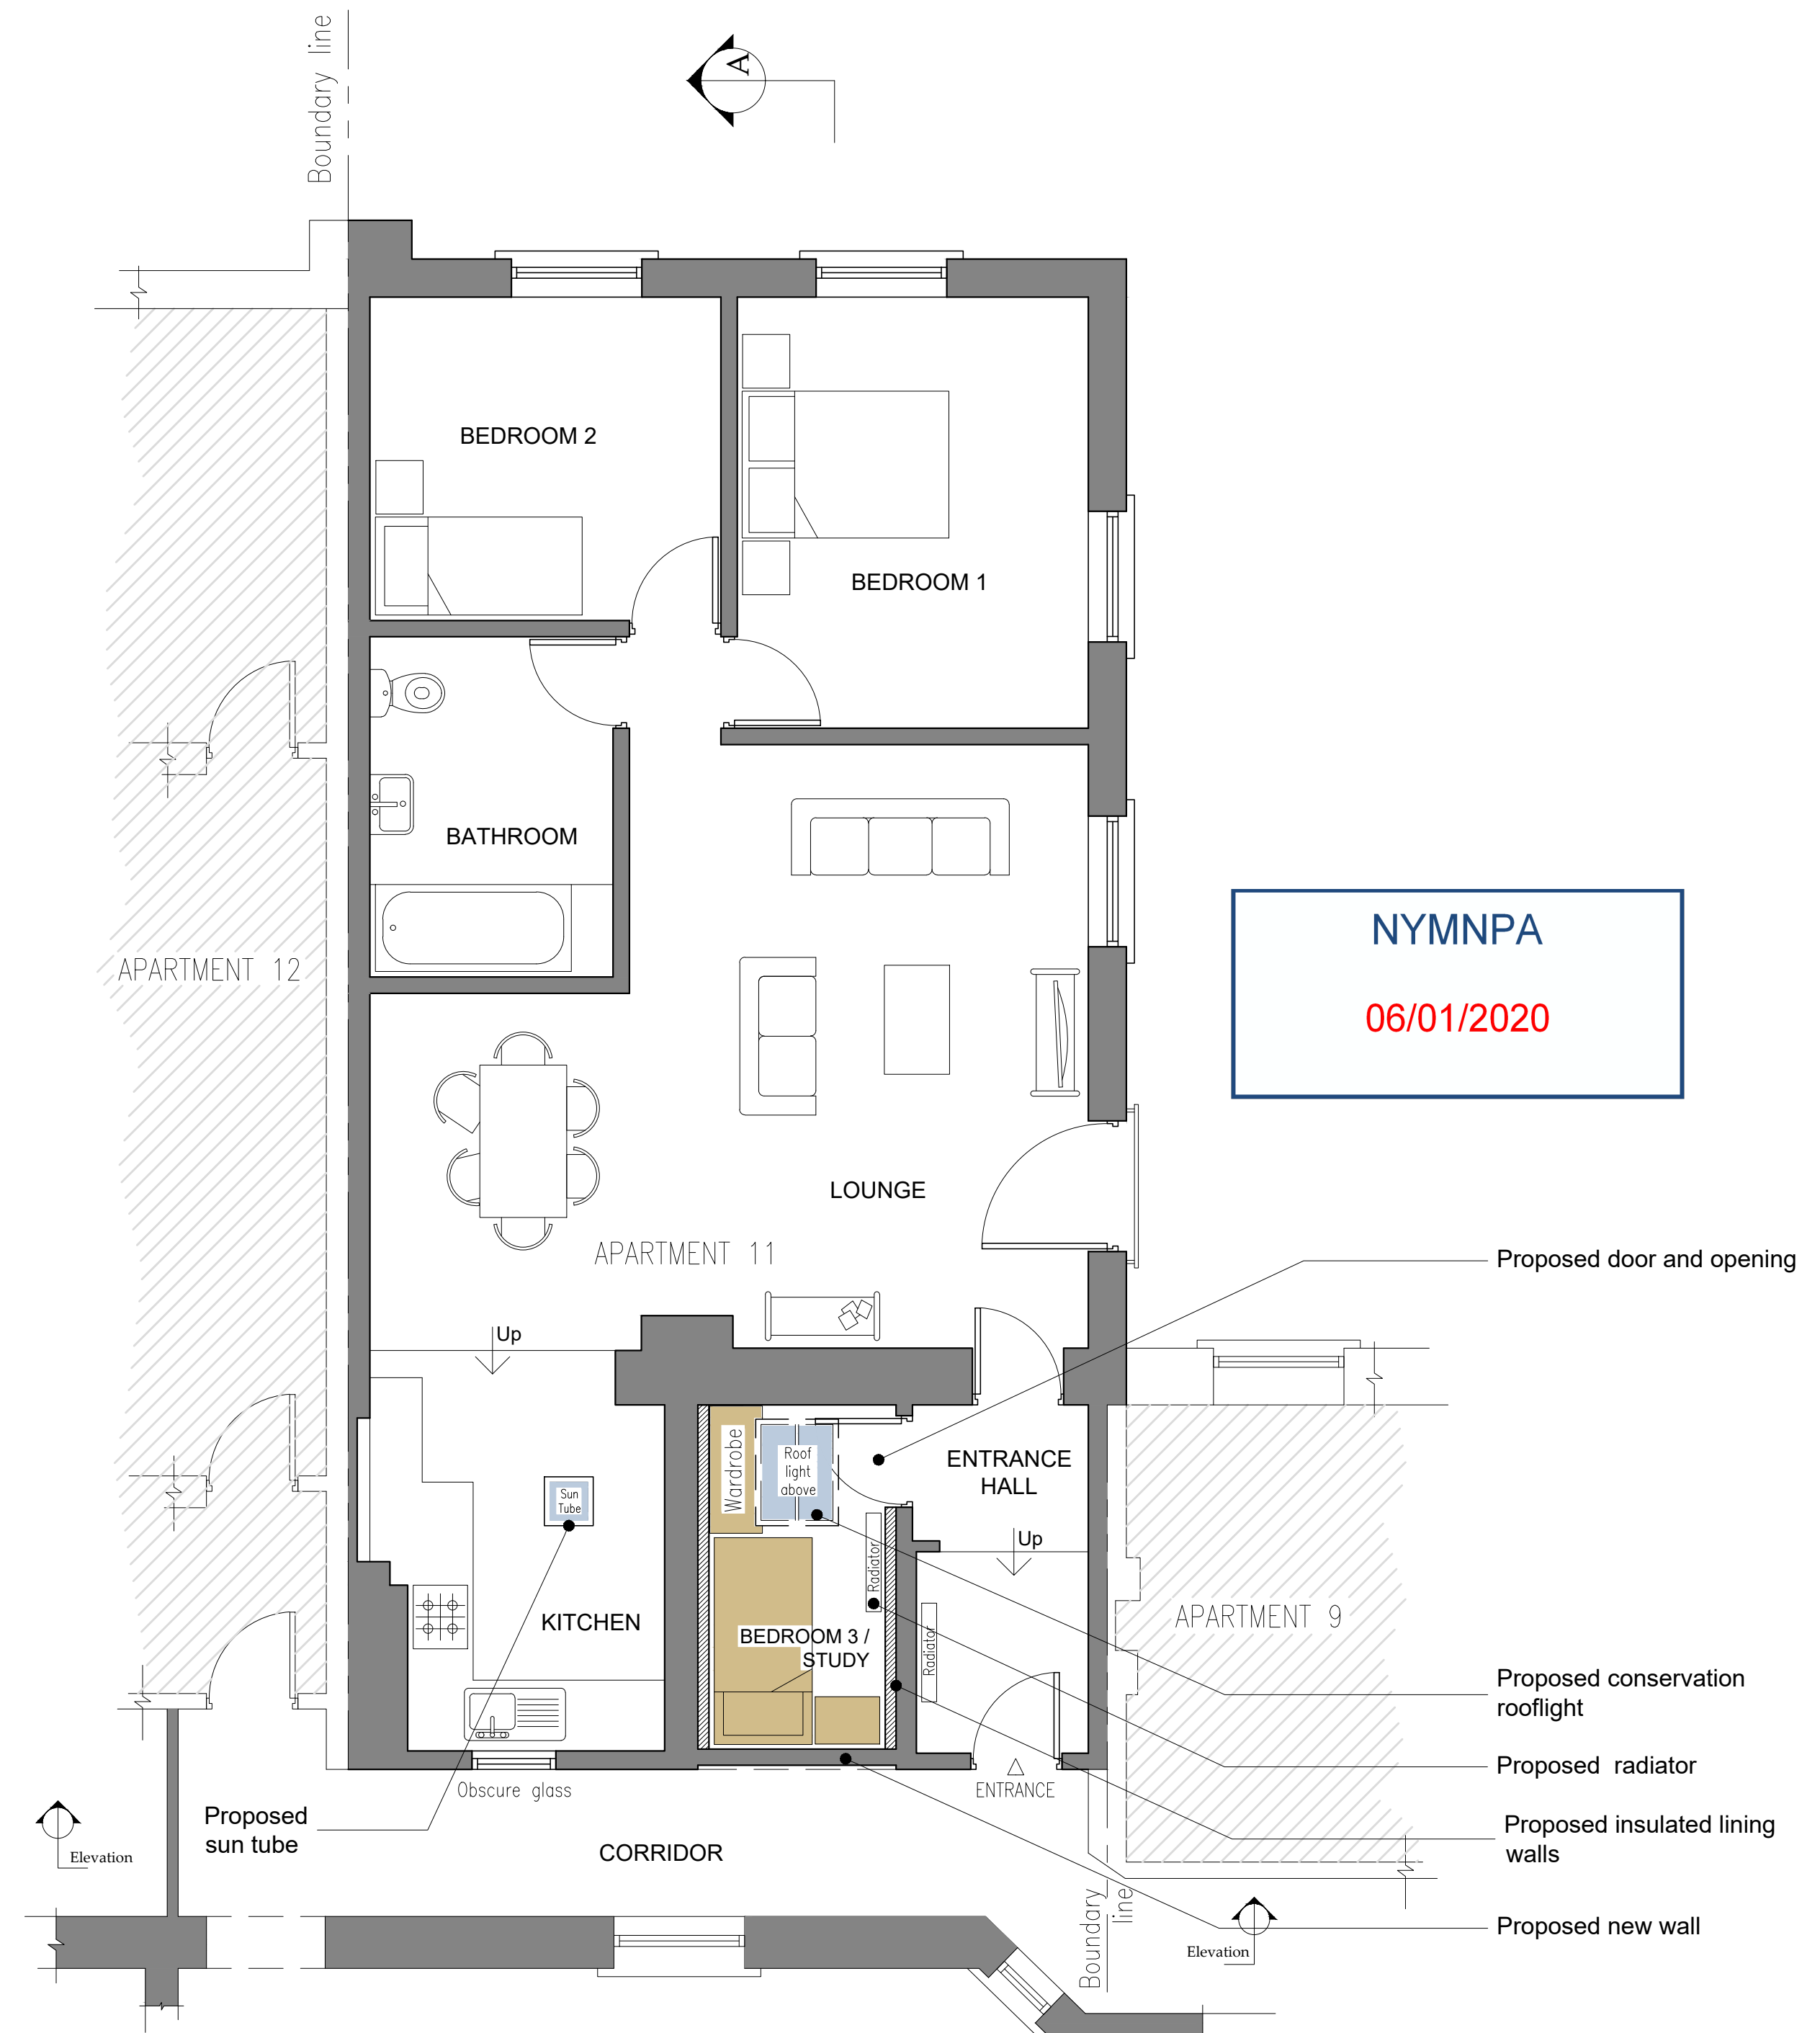 Boundary line
A
BEDROOM 2
BEDROOM 1
BATHROOM
NYMNPA
06/01/2020
APARTMENT 12
LOUNGE
APARTMENT 11
Proposed door and opening
Up
Wardrobe
Roof
light
above
ENTRANCE
HALL
Sun
Tube
Up
Radiator
KITCHEN
BEDROOM 3 /
STUDY
Radiator
APARTMENT 9
Proposed conservation
rooflight
Proposed radiator
Obscure glass
ENTRANCE
Proposed
sun tube
Proposed insulated lining
walls
Elevation
CORRIDOR
Boundary
line
Proposed new wall
Elevation